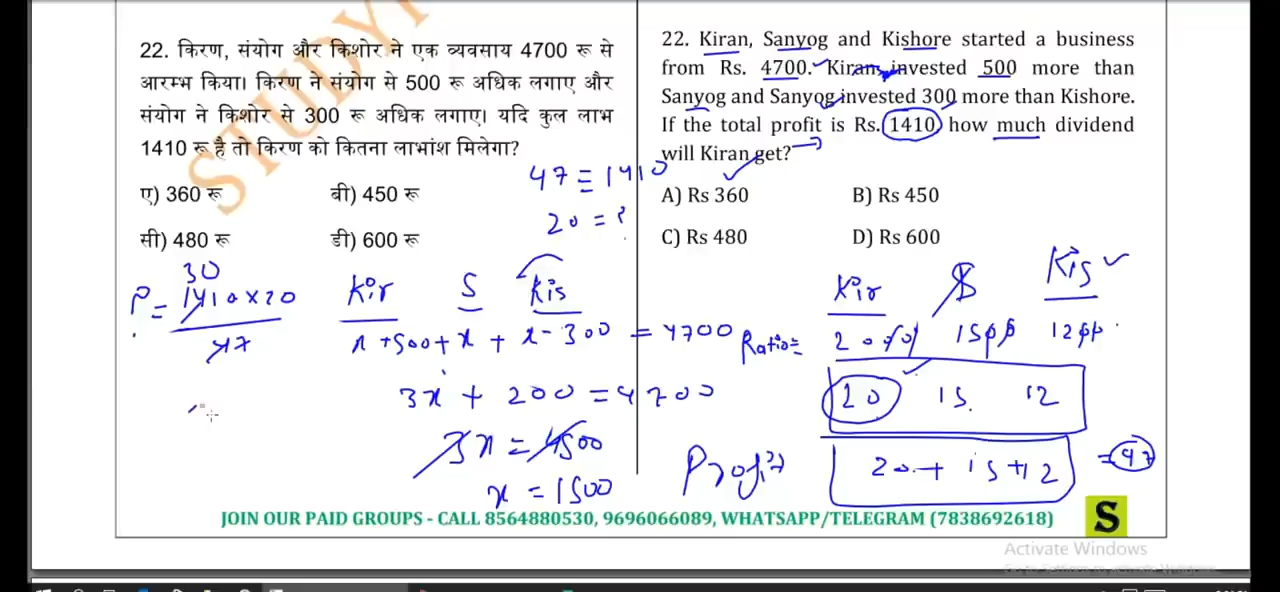 22. किरण, संयोग और किशोर ने एक व्यवसाय 4700 रू से
आरम्भ किया। किरण ने संयोग से 500 रू अधिक लगाए और
संयोग ने किशोर से 300 रू अधिक लगाए। यदि कुल लाभ
1410 रू है तो किरण को कितना लाभांश मिलेगा?
ए) 360 रू बी) 450 रू
सी) 480 रू डी) 600 रू
22. Kiran, Sanyog and Kishore started a business
from Rs. 4700. Kiran invested 500 more than
Sanyog and Sanyog invested 300 more than Kishore.
If the total profit is Rs. 1410 how much dividend
will Kiran get?
A) Rs 360 B) Rs 450
C) Rs 480 D) Rs 600
47 = 1410
20 = ?
30
P = 1410 x 20
47
Kir S Kis
x + 500 + x + x - 300 = 4700
3x + 200 = 4700
3x = 4500
x = 1500
Kir S Kis
Ratio = 2000 1500 1200
20 15 12
Profit 20 + 15 + 12 = 47
STUDY
JOIN OUR PAID GROUPS - CALL 8564880530, 9696066089, WHATSAPP/TELEGRAM (7838692618)
S
Activate Windows